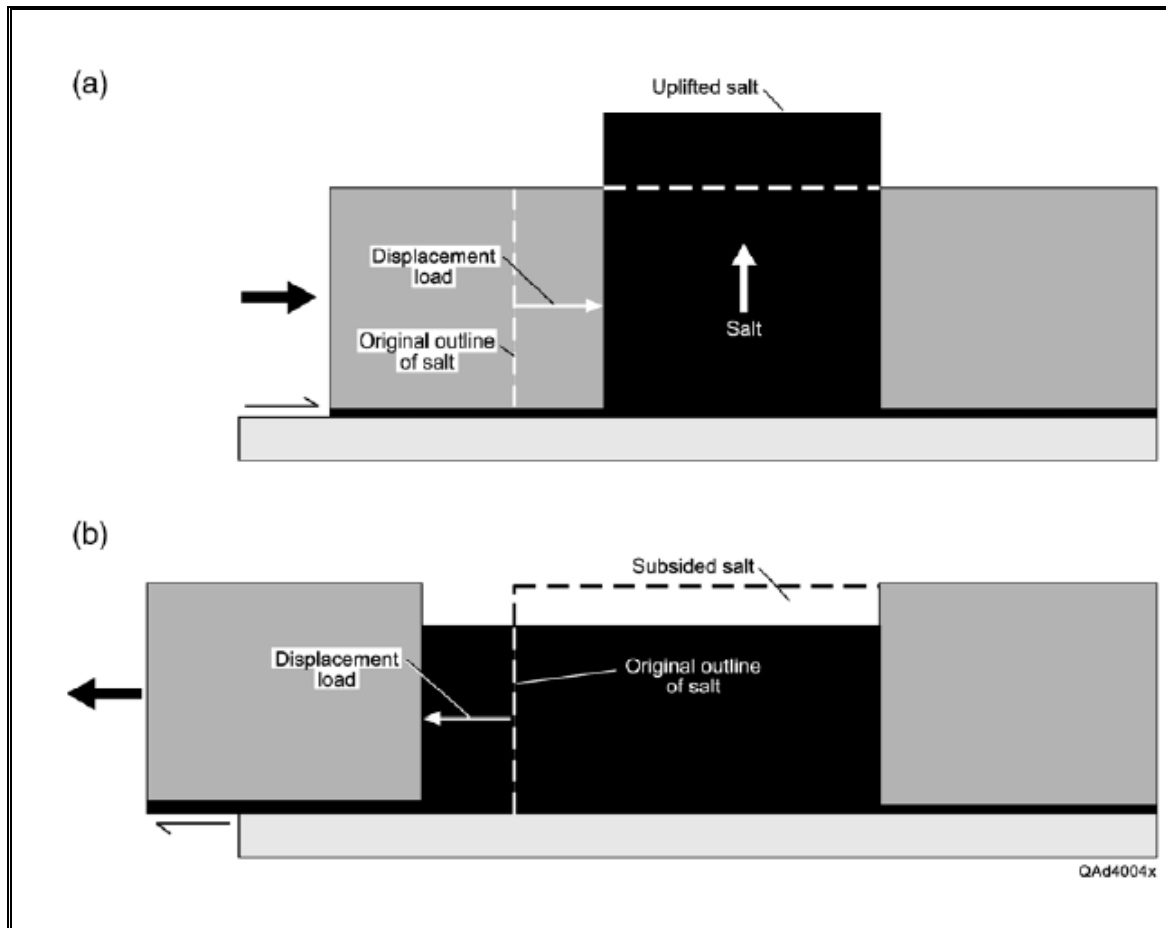 (a)
Uplifted salt
Displacement
load
Original outline
of salt
Salt
(b)
Subsided salt
Displacement
load
Original outline
of salt
QAd4004x